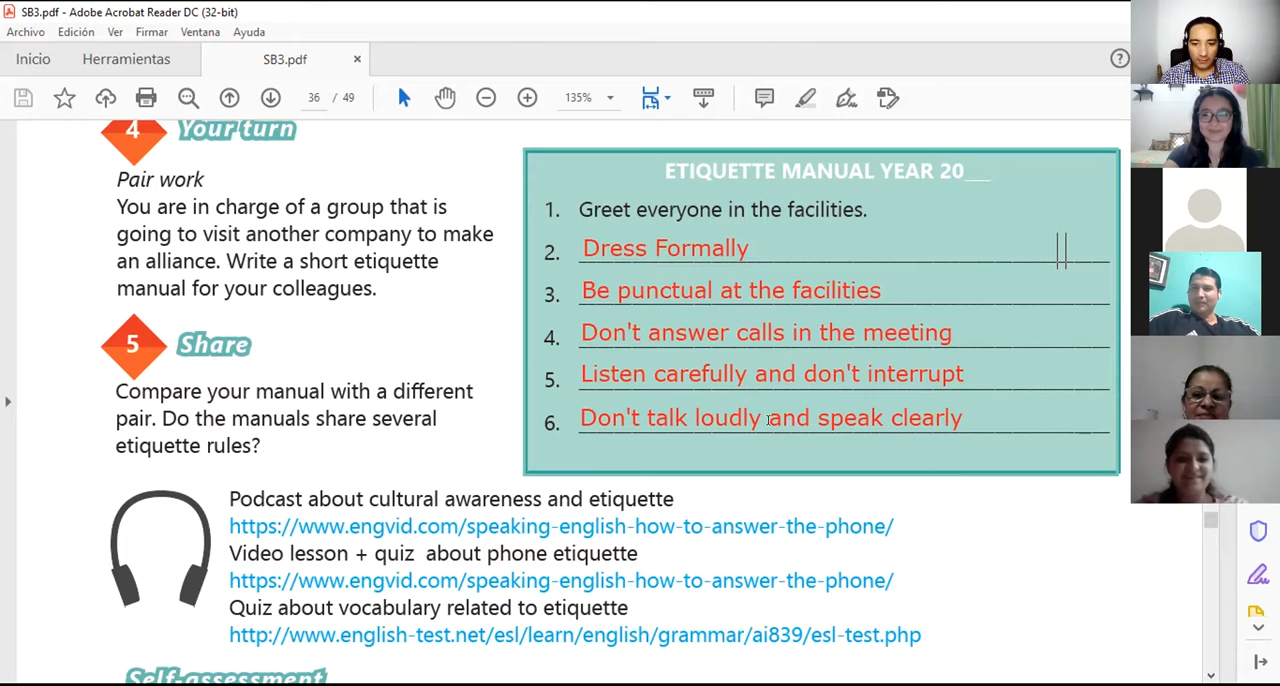 SB3.pdf - Adobe Acrobat Reader DC (32-bit)
Archivo Edición Ver Firmar Ventana Ayuda
Inicio Herramientas SB3.pdf ×
36 / 49 135%
4 Your turn
Pair work
You are in charge of a group that is
going to visit another company to make
an alliance. Write a short etiquette
manual for your colleagues.
5 Share
Compare your manual with a different
pair. Do the manuals share several
etiquette rules?
ETIQUETTE MANUAL YEAR 20___
1. Greet everyone in the facilities.
2. Dress Formally
3. Be punctual at the facilities
4. Don't answer calls in the meeting
5. Listen carefully and don't interrupt
6. Don't talk loudly and speak clearly
Podcast about cultural awareness and etiquette
https://www.engvid.com/speaking-english-how-to-answer-the-phone/
Video lesson + quiz about phone etiquette
https://www.engvid.com/speaking-english-how-to-answer-the-phone/
Quiz about vocabulary related to etiquette
http://www.english-test.net/esl/learn/english/grammar/ai839/esl-test.php
Self-assessment